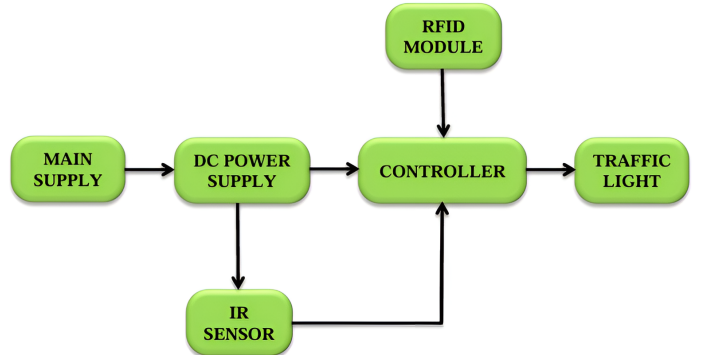 RFID
MODULE
MAIN
SUPPLY
DC POWER
SUPPLY
CONTROLLER
TRAFFIC
LIGHT
IR
SENSOR